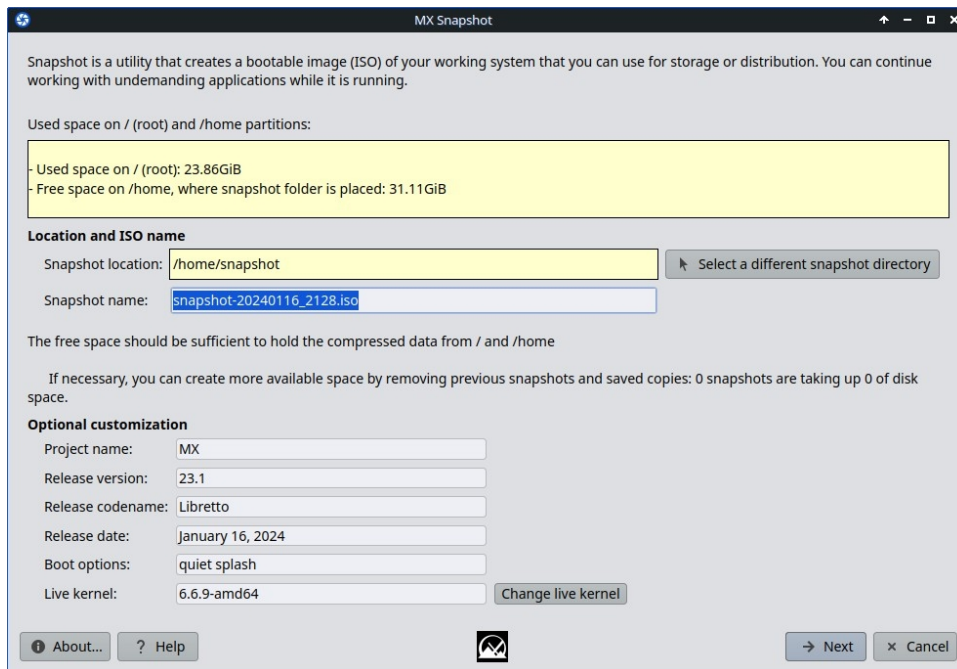 MX Snapshot
Snapshot is a utility that creates a bootable image (ISO) of your working system that you can use for storage or distribution. You can continue
working with undemanding applications while it is running.
Used space on / (root) and /home partitions:
- Used space on / (root): 23.86GiB
- Free space on /home, where snapshot folder is placed: 31.11GiB
Location and ISO name
Snapshot location: /home/snapshot Select a different snapshot directory
Snapshot name: snapshot-20240116_2128.iso
The free space should be sufficient to hold the compressed data from / and /home
If necessary, you can create more available space by removing previous snapshots and saved copies: 0 snapshots are taking up 0 of disk
space.
Optional customization
Project name: MX
Release version: 23.1
Release codename: Libretto
Release date: January 16, 2024
Boot options: quiet splash
Live kernel: 6.6.9-amd64 Change live kernel
About... ? Help Next Cancel